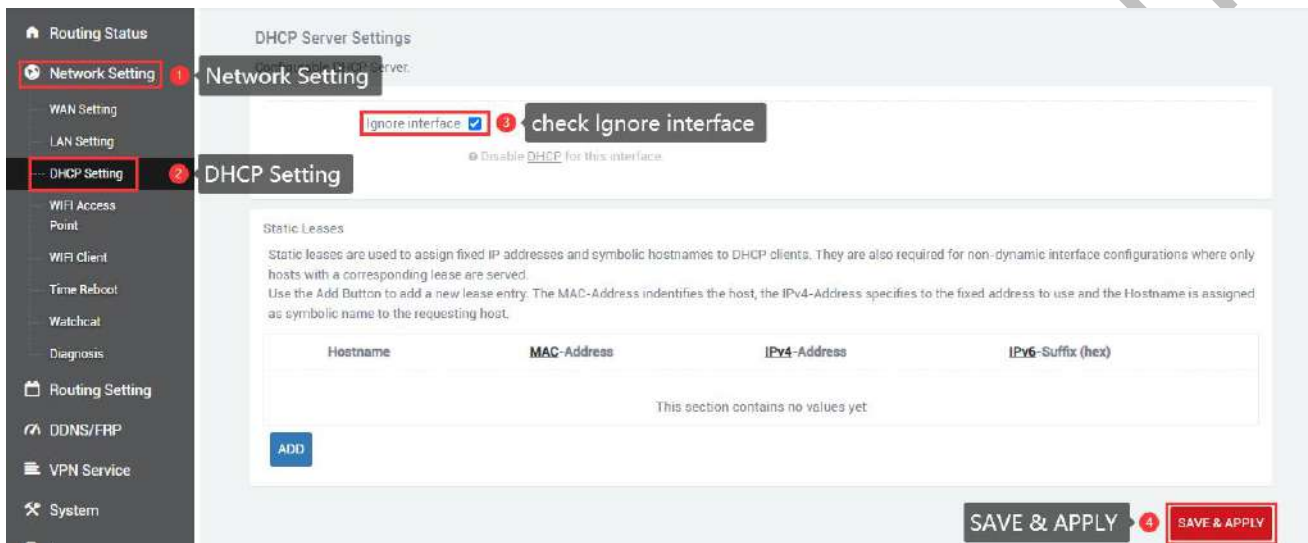 Routing Status
Network Setting
1
Network Setting
WAN Setting
LAN Setting
DHCP Setting
2
DHCP Setting
WIFI Access
Point
WIFI Client
Time Reboot
Watchcat
Diagnosis
Routing Setting
DDNS/FRP
VPN Service
System
DHCP Server Settings
Server.
Ignore interface
3
check Ignore interface
Disable DHCP for this interface
Static Leases
Static leases are used to assign fixed IP addresses and symbolic hostnames to DHCP clients. They are also required for non-dynamic interface configurations where only
hosts with a corresponding lease are served.
Use the Add Button to add a new lease entry. The MAC-Address indentifies the host, the IPv4-Address specifies to the fixed address to use and the Hostname is assigned
as symbolic name to the requesting host.
Hostname MAC-Address IPv4-Address IPv6-Suffix (hex)
This section contains no values yet
ADD
SAVE & APPLY
4
SAVE & APPLY